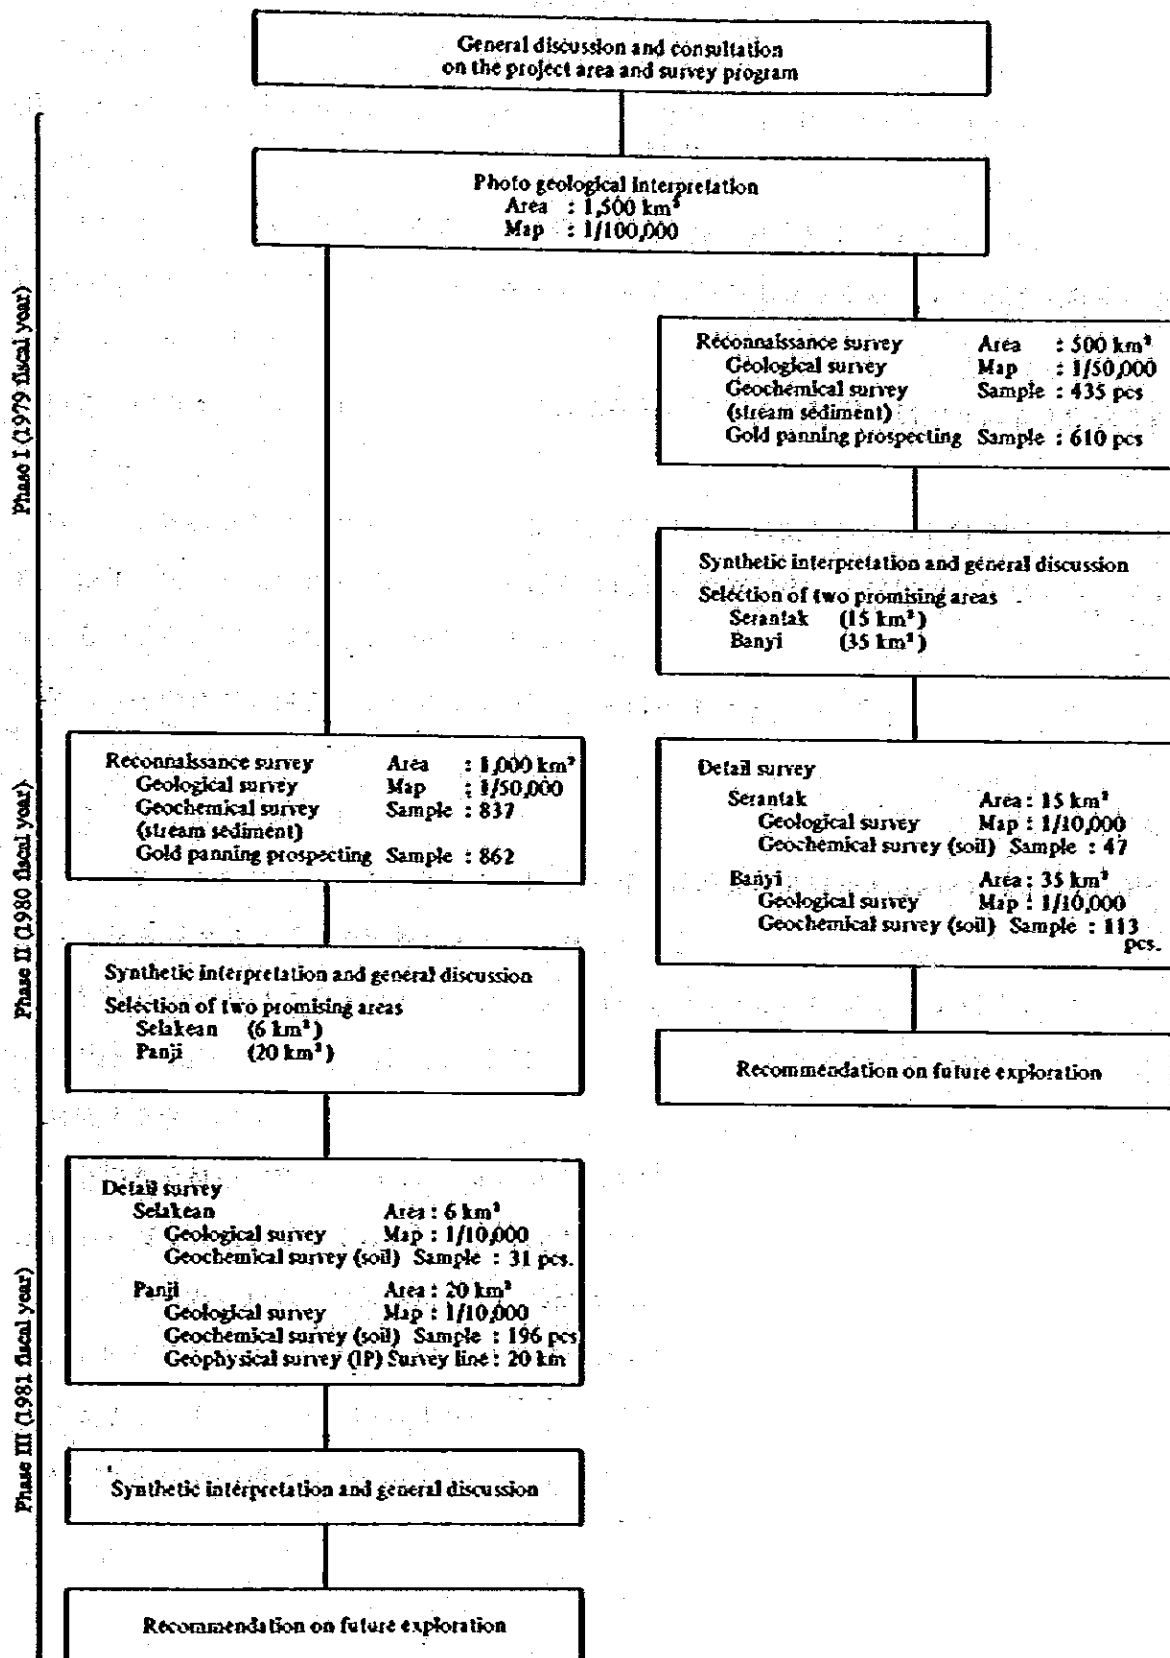 General discussion and consultation
on the project area and survey program
Photo geological interpretation
Area : 1,500 km²
Map : 1/100,000
Phase I (1979 fiscal year)
Reconnaissance survey Area : 500 km²
Geological survey Map : 1/50,000
Geochemical survey Sample : 435 pcs
(stream sediment)
Gold panning prospecting Sample : 610 pcs
Synthetic interpretation and general discussion
Selection of two promising areas
Serantak (15 km²)
Banyi (35 km²)
Phase II (1980 fiscal year)
Reconnaissance survey Area : 1,000 km²
Geological survey Map : 1/50,000
Geochemical survey Sample : 837
(stream sediment)
Gold panning prospecting Sample : 862
Detail survey
Serantak Area : 15 km²
Geological survey Map : 1/10,000
Geochemical survey (soil) Sample : 47
Banyi Area : 35 km²
Geological survey Map : 1/10,000
Geochemical survey (soil) Sample : 113
pcs.
Synthetic interpretation and general discussion
Selection of two promising areas
Selakean (6 km²)
Panji (20 km²)
Recommendation on future exploration
Phase III (1981 fiscal year)
Detail survey
Selakean Area : 6 km²
Geological survey Map : 1/10,000
Geochemical survey (soil) Sample : 31 pcs.
Panji Area : 20 km²
Geological survey Map : 1/10,000
Geochemical survey (soil) Sample : 196 pcs
Geophysical survey (IP) Survey line : 20 km
Synthetic interpretation and general discussion
Recommendation on future exploration